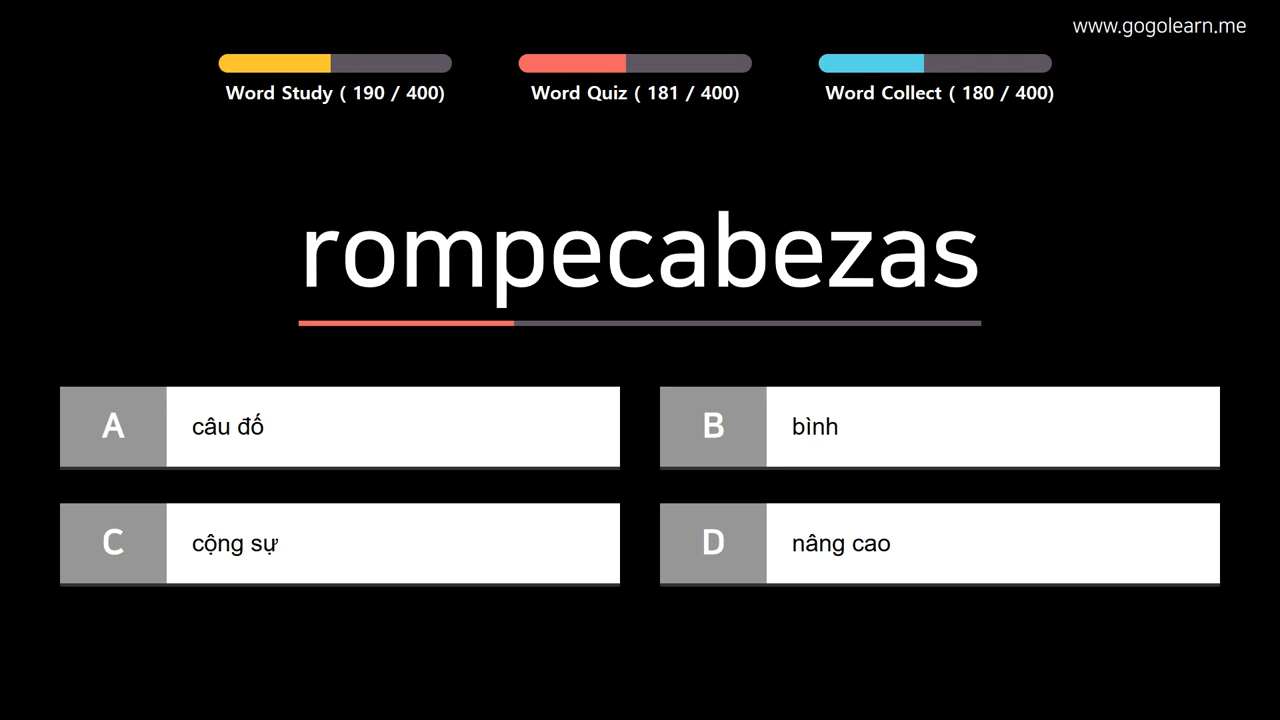 www.gogolearn.me
Word Study ( 190 / 400)
Word Quiz ( 181 / 400)
Word Collect ( 180 / 400)
rompecabezas
A câu đố
B bình
C cộng sự
D nâng cao